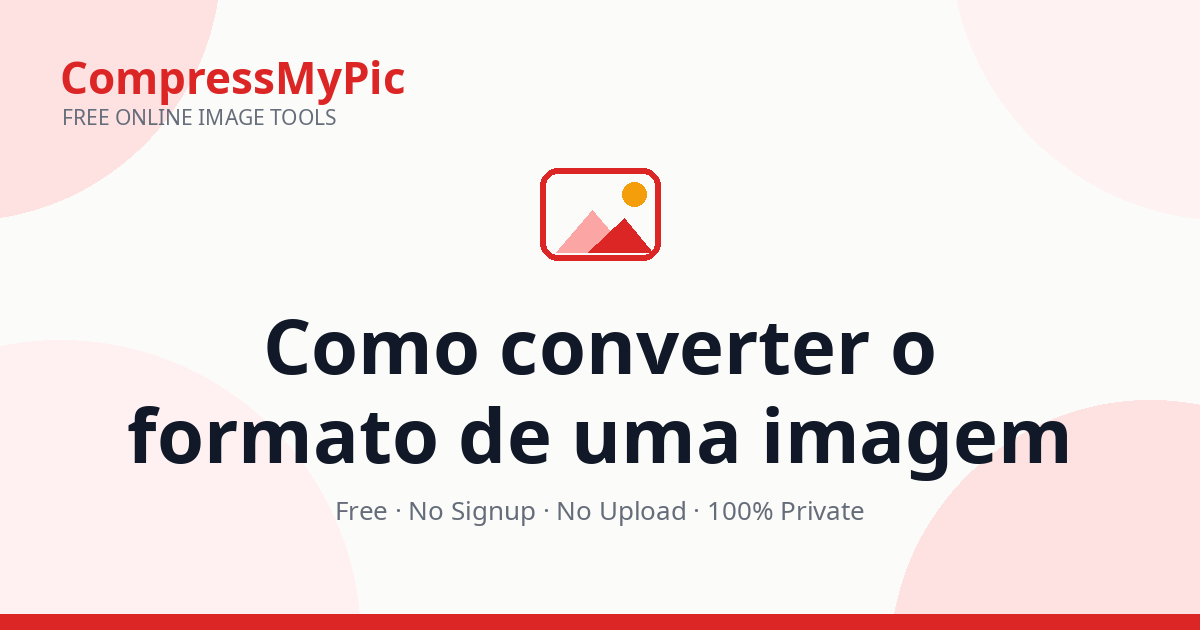 CompressMyPic
FREE ONLINE IMAGE TOOLS
Como converter o
formato de uma imagem
Free · No Signup · No Upload · 100% Private